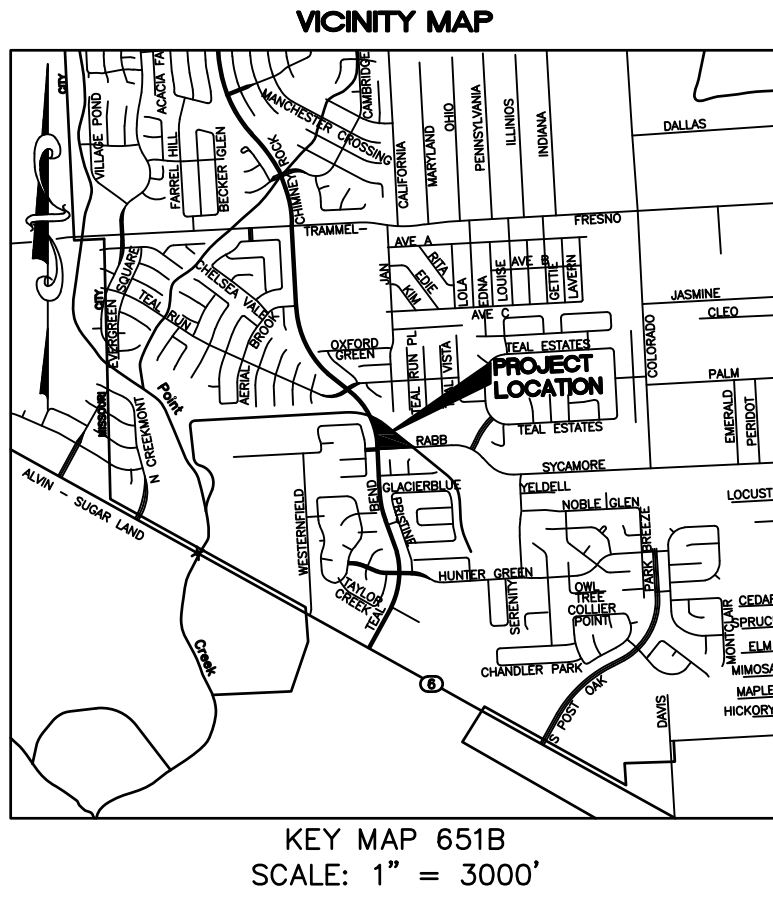 VICINITY MAP
CITY
VILLAGE POND
ACACIA FA
FARREL HILL
BECKER GLEN
CHIMNEY ROCK
MANCHESTER CROSSING
CAMBRIDGE
CALIFORNIA
MARYLAND
OHIO
PENNSYLVANIA
ILLINIOS
INDIANA
DALLAS
FRESNO
TRAMMEL-
AVE A
RITA
EDIE
KIM
JAN
LOLA
EDNA
LOUISE
AVE B
GETTIE
LAVERN
AVE C
COLORADO
JASMINE
CLEO
CITY
EVERGREEN
SQUARE
TEAL RUN
CHELSEA VALE
BROOK
AERIAL
OXFORD
GREEN
TEAL RUN PL
TEAL VISTA
TEAL ESTATES
PROJECT
LOCATION
PALM
EMERALD
PERIDOT
MISSOURI
N CREEKMONT
Point
TEAL ESTATES
RABB
SYCAMORE
ALVIN - SUGAR LAND
WESTERNFIELD
BEND
GLACIERBLUE
PRISTINE
YELDELL
NOBLE GLEN
LOCUST
PARK BREEZE
HUNTER GREEN
TAYLOR
CREEK
TEAL
SERENITY
OWL
TREE
COLLIER
POINT
CEDAR
SPRUC
MONTCLAIR
ELM
MIMOSA
MAPLE
HICKORY
Creek
CHANDLER PARK
6
S POST OAK
DAVIS
KEY MAP 651B
SCALE: 1" = 3000'